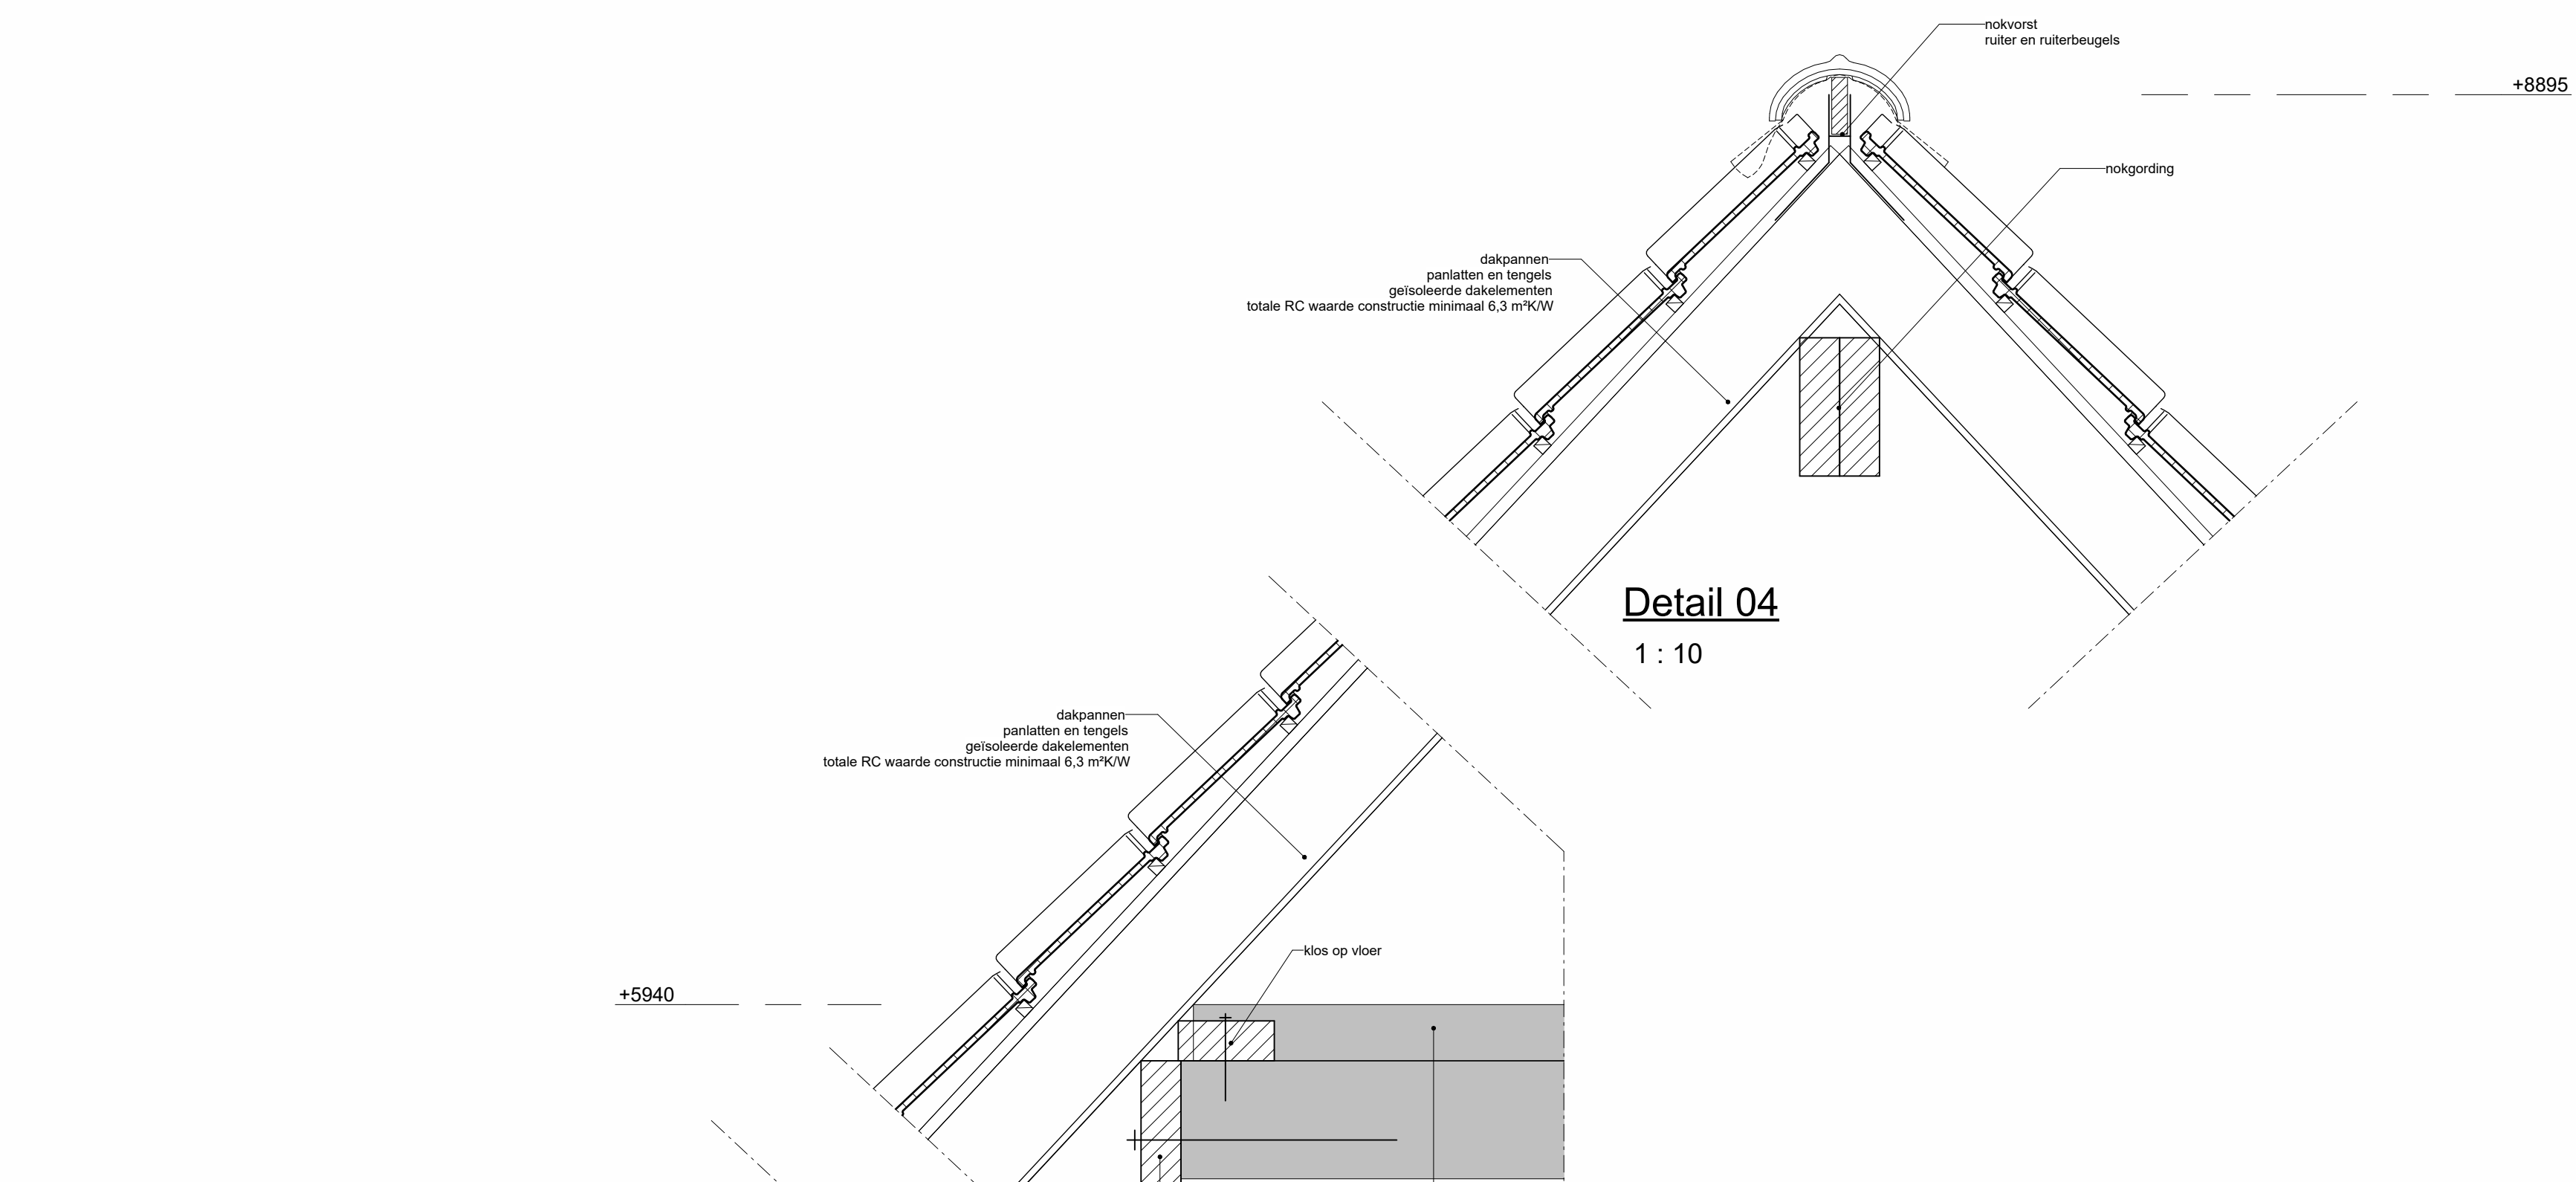 nokvorst
ruiter en ruiterbeugels
+8895
nokgording
dakpannen
panlatten en tengels
geïsoleerde dakelementen
totale RC waarde constructie minimaal 6,3 m²K/W
Detail 04
1 : 10
dakpannen
panlatten en tengels
geïsoleerde dakelementen
totale RC waarde constructie minimaal 6,3 m²K/W
klos op vloer
+5940